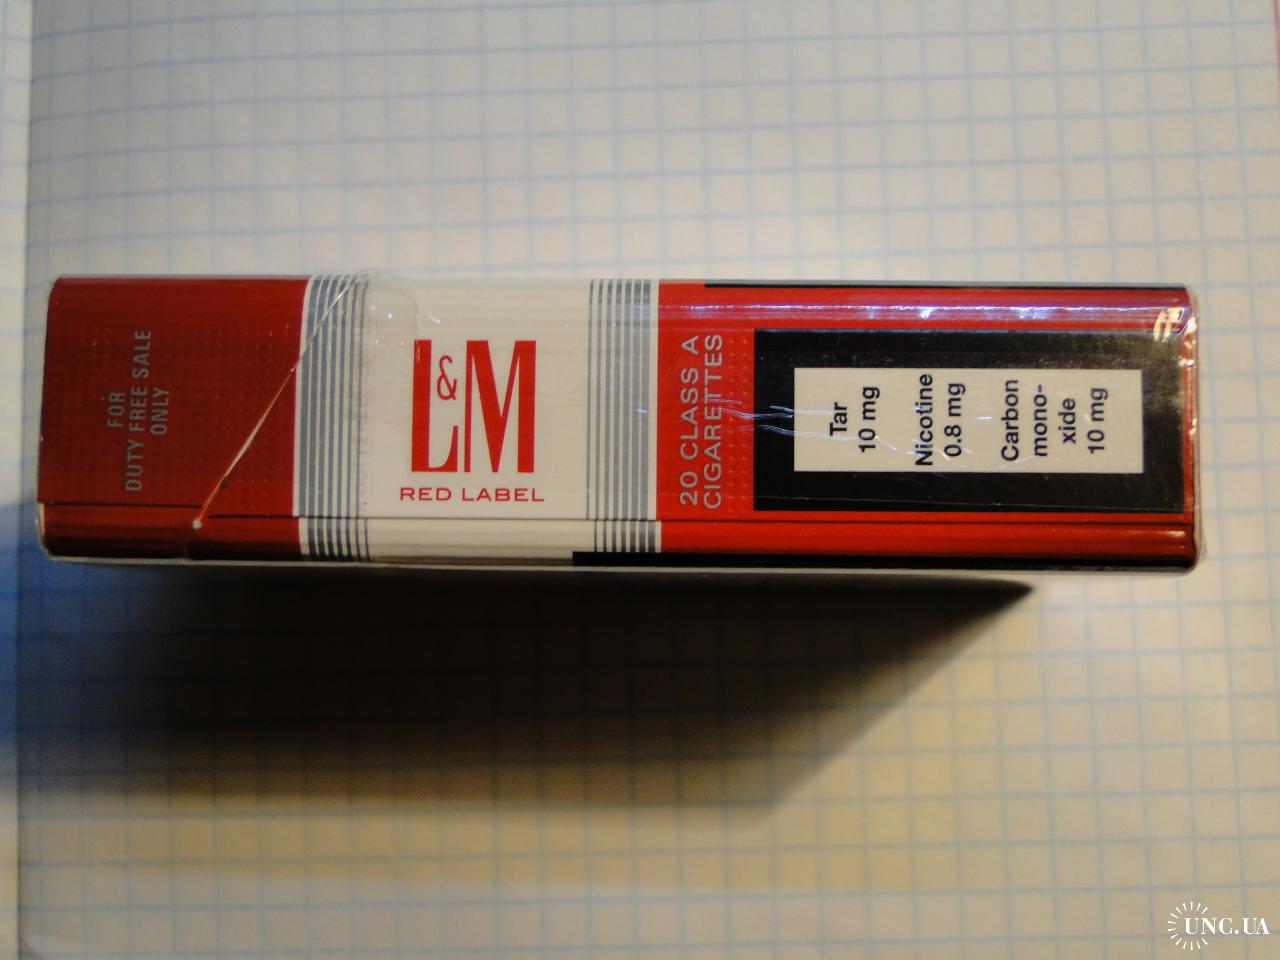 FOR
DUTY FREE SALE
ONLY
L&M
RED LABEL
20 CLASS A
CIGARETTES
Tar
10 mg
Nicotine
0.8 mg
Carbon
mono-
xide
10 mg
UNC.UA